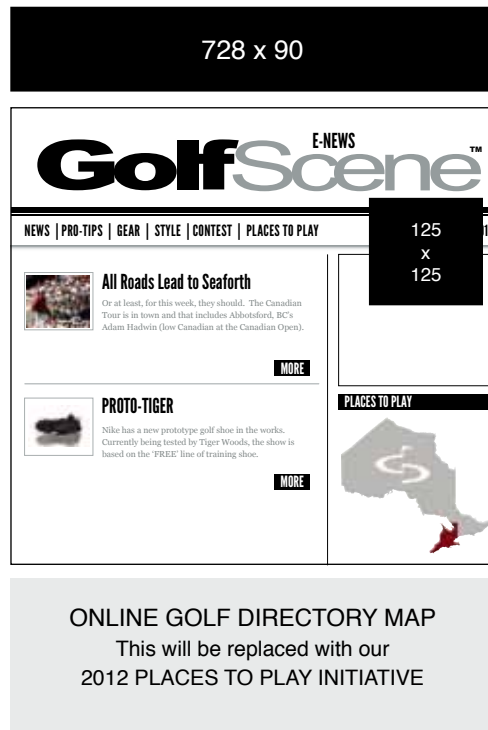 728 x 90
E-NEWS
GolfScene™
NEWS | PRO-TIPS | GEAR | STYLE | CONTEST | PLACES TO PLAY
125
x
125
All Roads Lead to Seaforth
Or at least, for this week, they should. The Canadian
Tour is in town and that includes Abbotsford, BC's
Adam Hadwin (low Canadian at the Canadian Open).
MORE
PROTO-TIGER
Nike has a new prototype golf shoe in the works.
Currently being tested by Tiger Woods, the show is
based on the 'FREE' line of training shoe.
MORE
PLACES TO PLAY
ONLINE GOLF DIRECTORY MAP
This will be replaced with our
2012 PLACES TO PLAY INITIATIVE